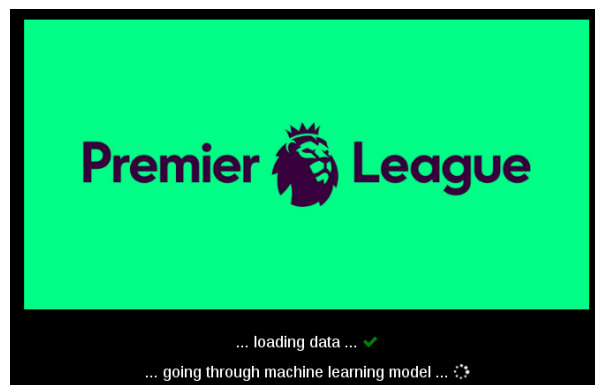 Premier League
... loading data ...
... going through machine learning model ...